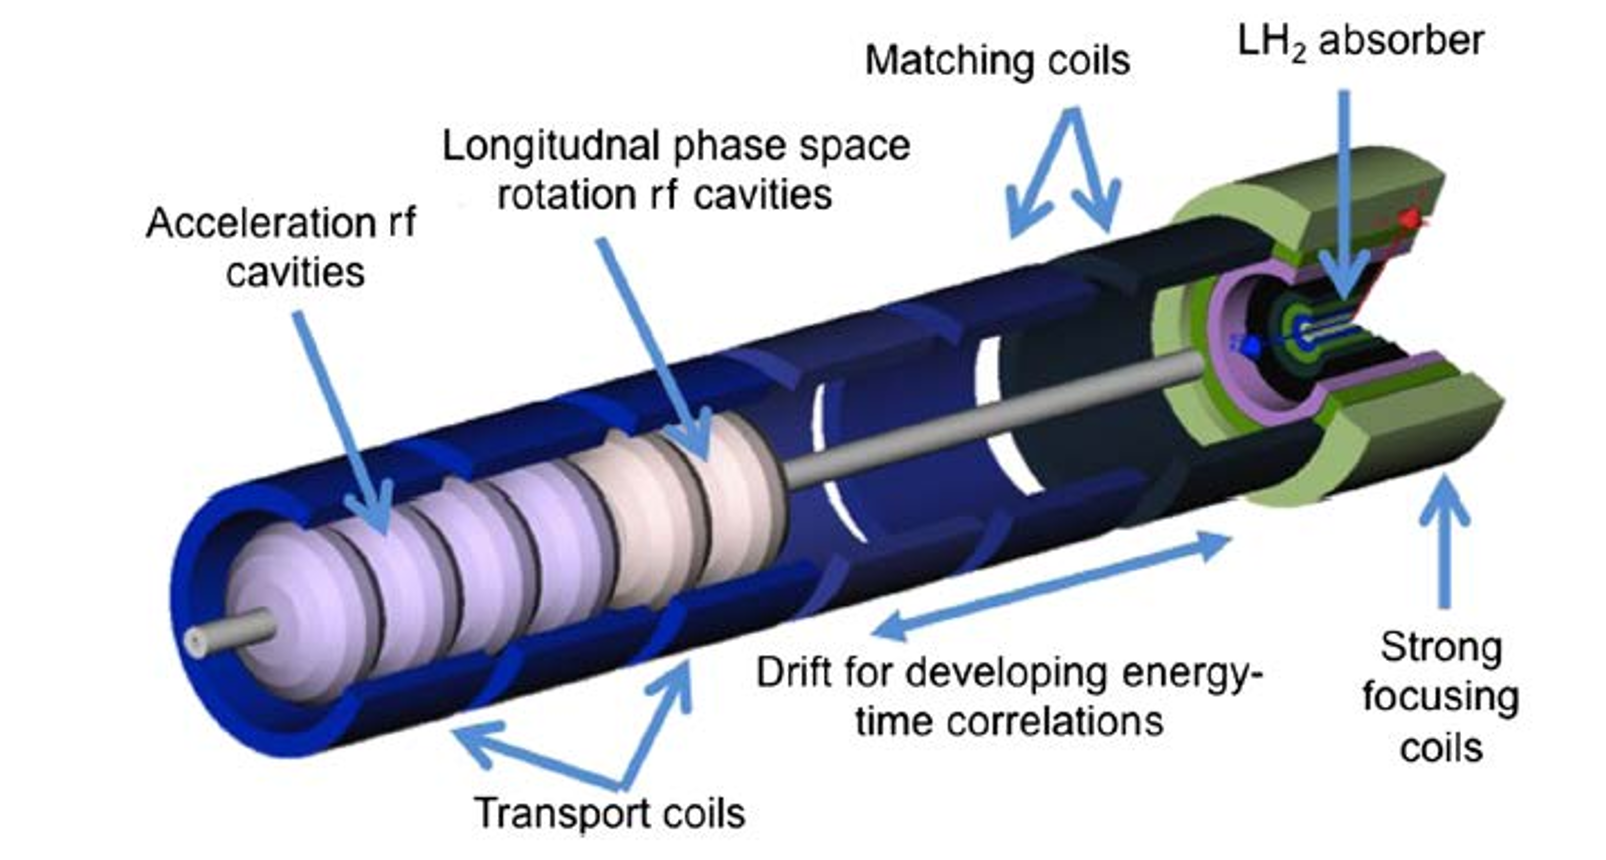 Matching coils
LH₂ absorber
Longitudnal phase space
rotation rf cavities
Acceleration rf
cavities
Drift for developing energy-
time correlations
Strong
focusing
coils
Transport coils